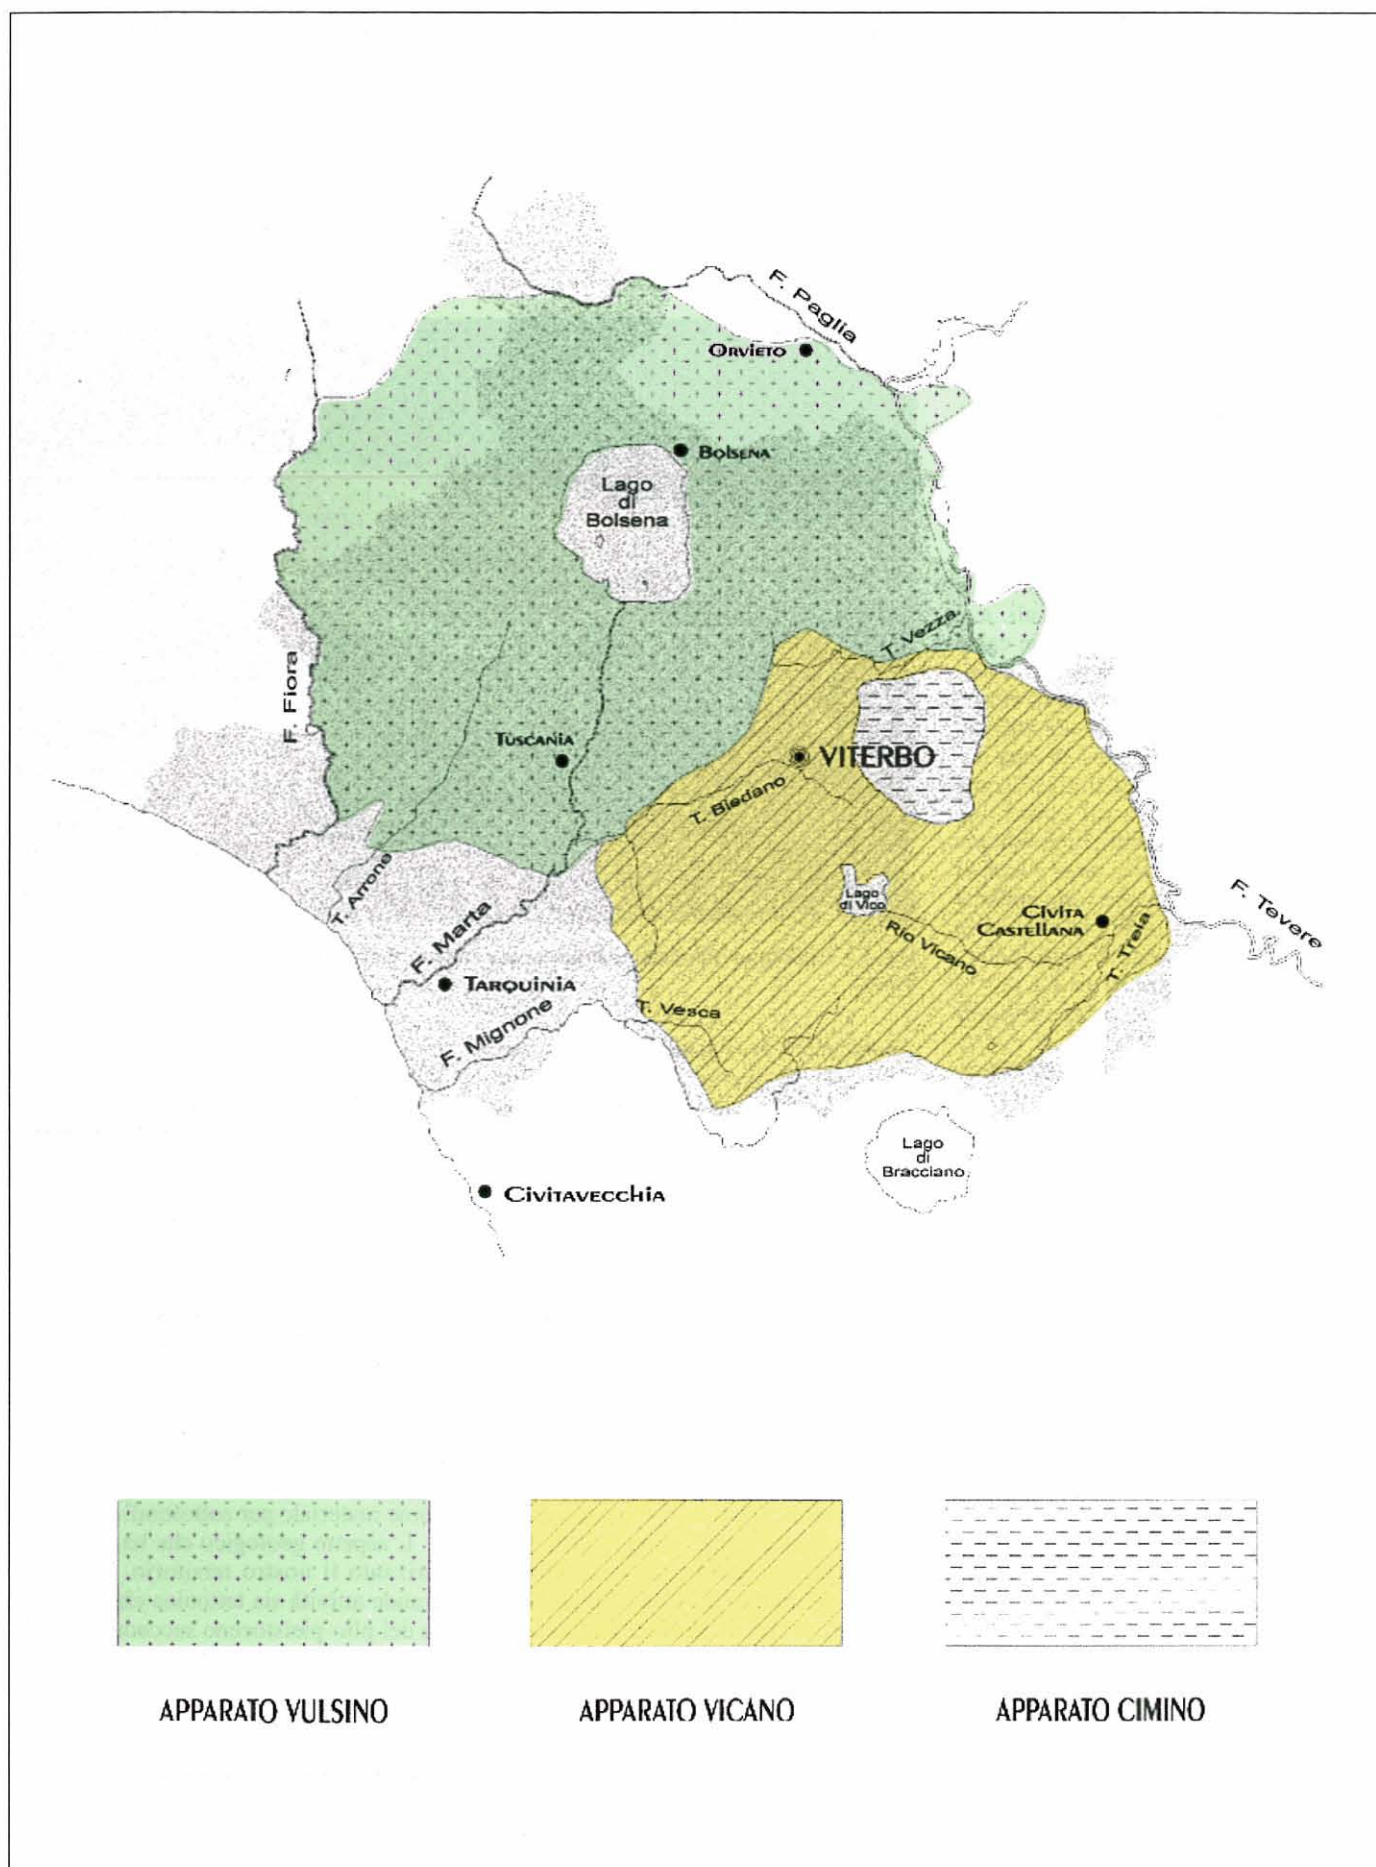 F. Paglia
ORVIETO
BOLSENA
Lago
di
Bolsena
T. Vezza
F. Fiora
TUSCANIA
VITERBO
T. Biedano
Lago
di Vico
CIVITA
CASTELLANA
F. Tevere
Rio Vicano
T. Treia
T. Arrone
F. Marta
TARQUINIA
T. Vesca
F. Mignone
Lago
di
Bracciano
CIVITAVECCHIA
APPARATO VULSINO
APPARATO VICANO
APPARATO CIMINO